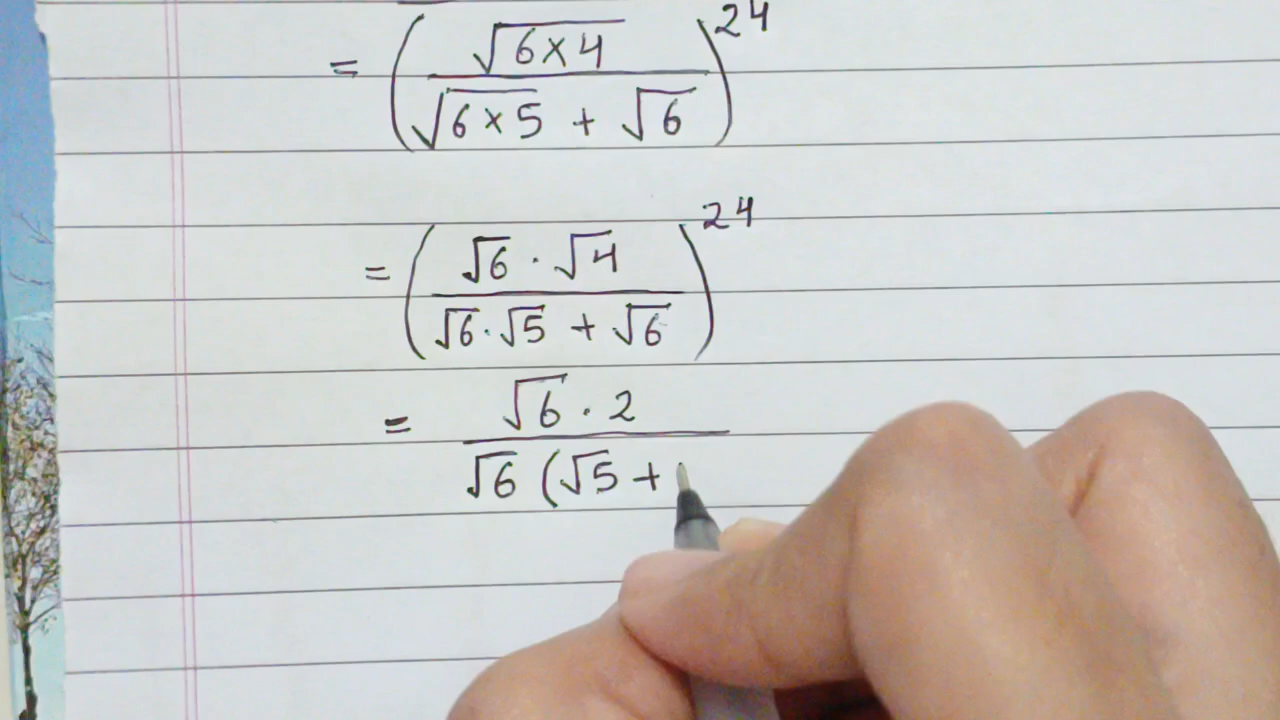 = (√(6×4) / (√(6×5) + √6))^24
= (√6 · √4 / (√6 · √5 + √6))^24
= √6 · 2 / √6 (√5 +